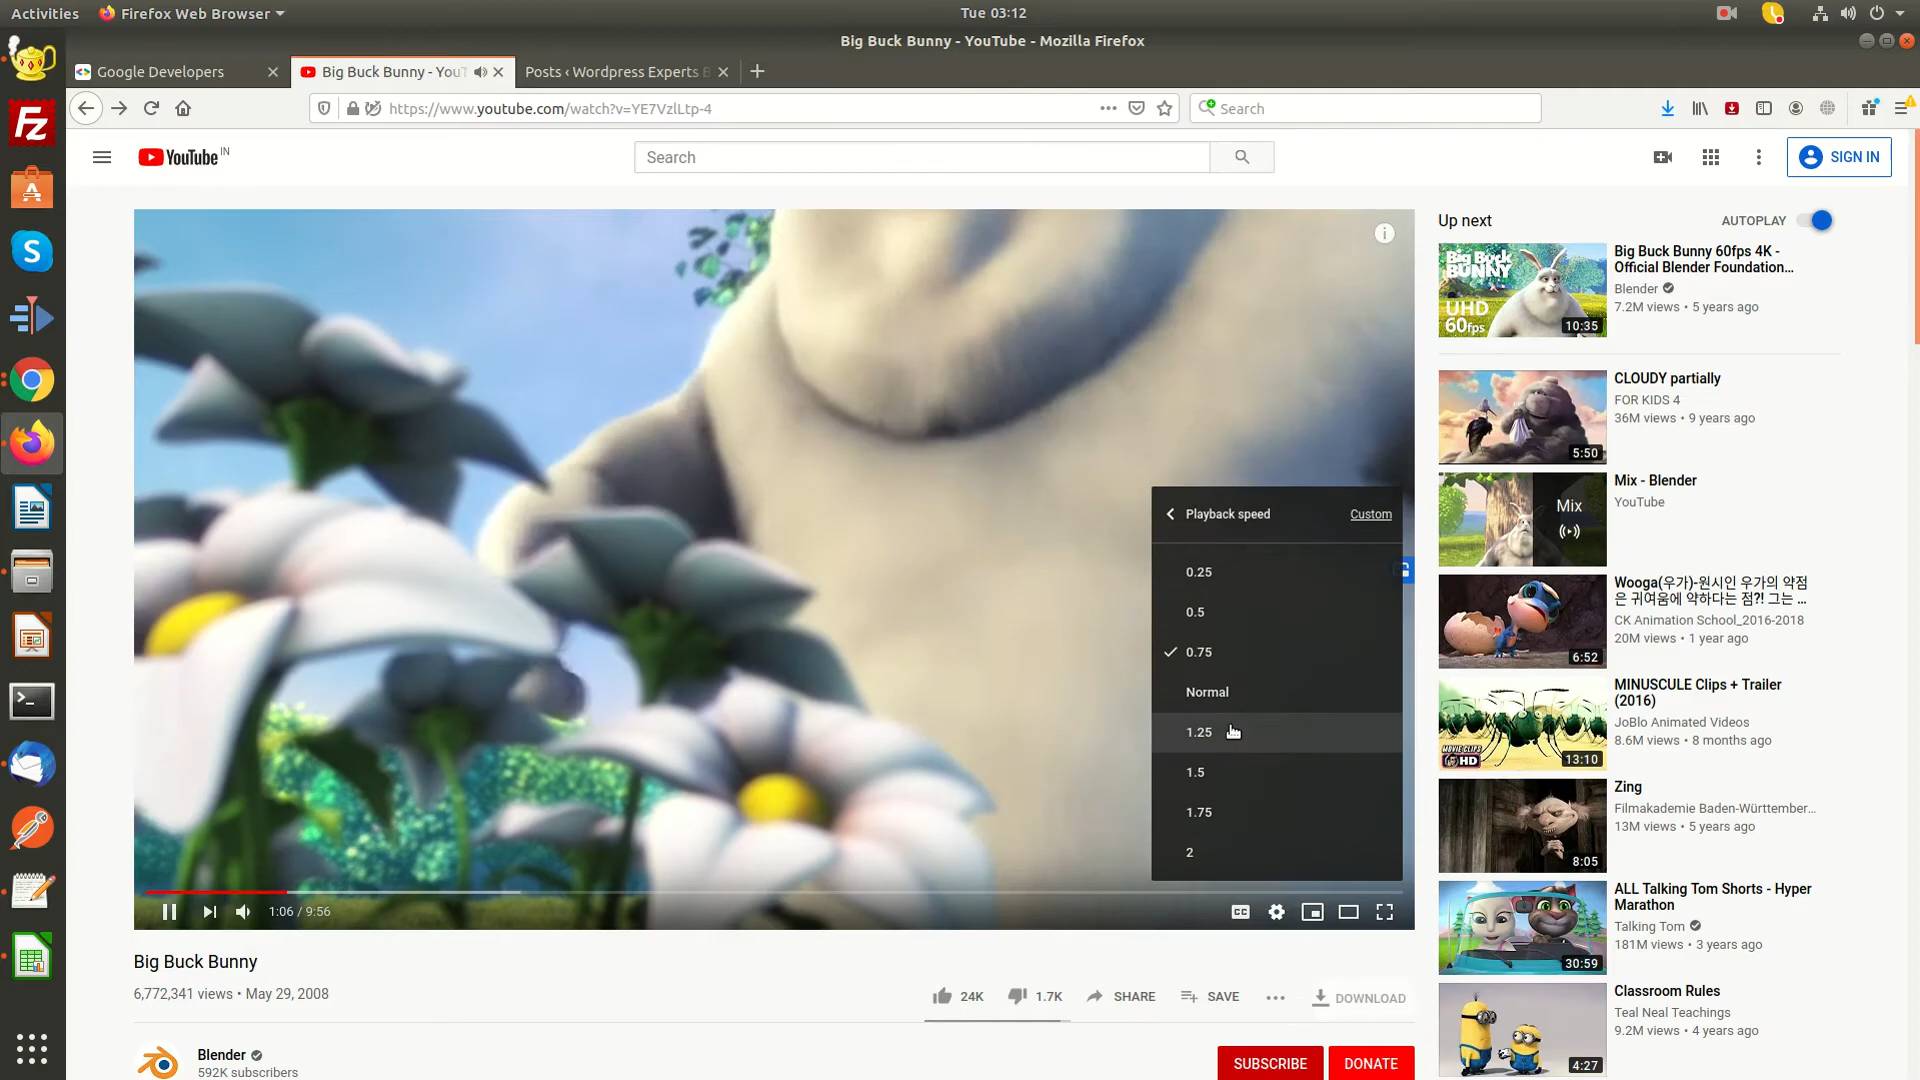 Activities
Firefox Web Browser
Tue 03:12
Big Buck Bunny - YouTube - Mozilla Firefox
Google Developers
Big Buck Bunny - YouT
Posts ‹ Wordpress Experts B
https://www.youtube.com/watch?v=YE7VzlLtp-4
Search
YouTube IN
Search
SIGN IN
Playback speed
Custom
0.25
0.5
0.75
Normal
1.25
1.5
1.75
2
1:06 / 9:56
CC
Big Buck Bunny
6,772,341 views • May 29, 2008
24K
1.7K
SHARE
SAVE
DOWNLOAD
Blender
592K subscribers
SUBSCRIBE
DONATE
Up next
AUTOPLAY
Big Buck BUNNY
UHD
60fps
10:35
Big Buck Bunny 60fps 4K -
Official Blender Foundation...
Blender
7.2M views • 5 years ago
5:50
CLOUDY partially
FOR KIDS 4
36M views • 9 years ago
Mix
Mix - Blender
YouTube
6:52
Wooga(우가)-원시인 우가의 약점
은 귀여움에 약하다는 점?! 그는 ...
CK Animation School_2016-2018
20M views • 1 year ago
MOVIE CLIPS HD
13:10
MINUSCULE Clips + Trailer
(2016)
JoBlo Animated Videos
8.6M views • 8 months ago
8:05
Zing
Filmakademie Baden-Württember...
13M views • 5 years ago
30:59
ALL Talking Tom Shorts - Hyper
Marathon
Talking Tom
181M views • 3 years ago
4:27
Classroom Rules
Teal Neal Teachings
9.2M views • 4 years ago